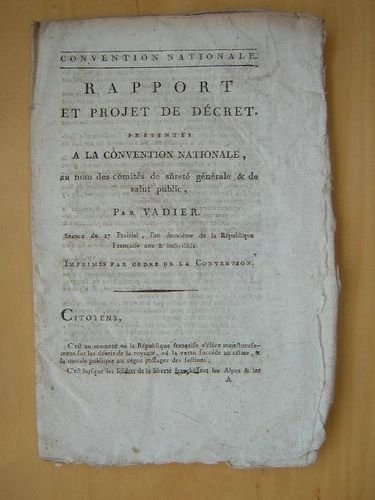 CONVENTION NATIONALE.
RAPPORT
ET PROJET DE DÉCRET,
PRÉSENTÉS
A LA CONVENTION NATIONALE,
au nom des comités de sûreté générale & de
salut public,
PAR VADIER.
Séance du 27 Prairial, l'an deuxième de la République
Française une & indivisible.
IMPRIMÉS PAR ORDRE DE LA CONVENTION.
CITOYENS,
C'est au moment où la République française s'élève majestueuse-
ment sur les débris de la royauté, où la vertu succède au crime, &
la morale publique au règne passager des factions;
C'est lorsque les soldats de la liberté franchissent les Alpes & les
A